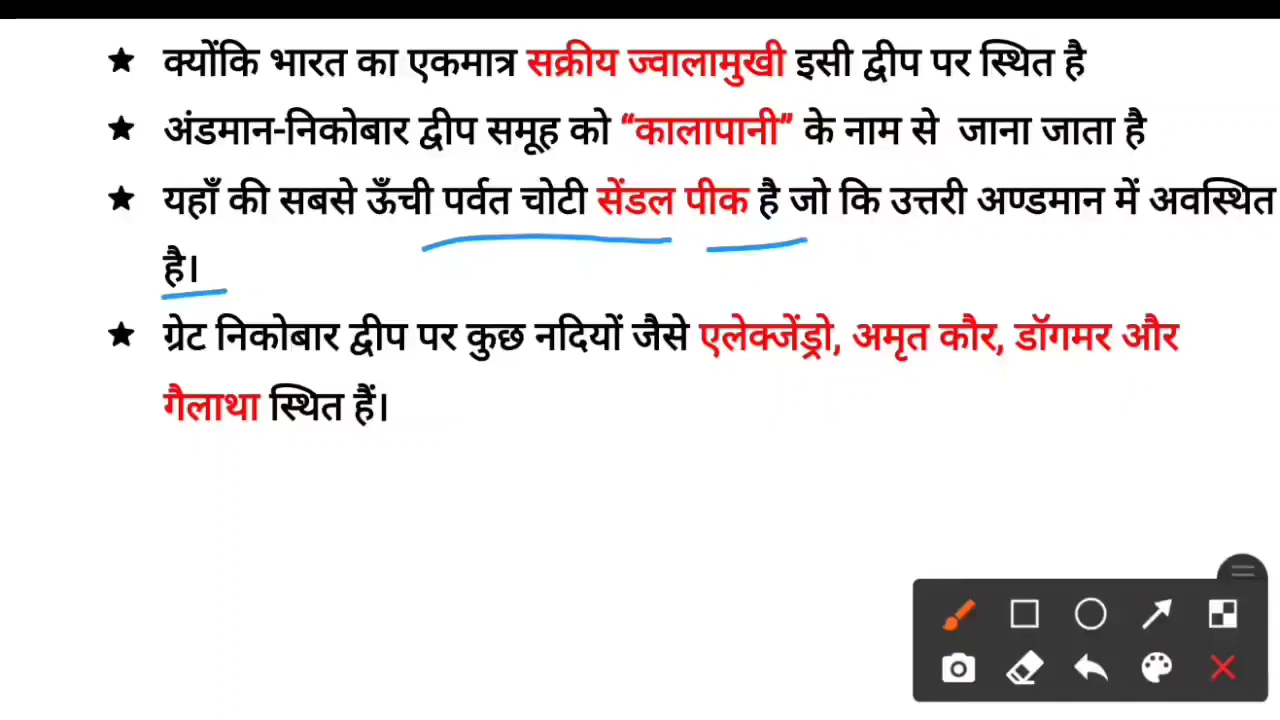 ★ क्योंकि भारत का एकमात्र सक्रीय ज्वालामुखी इसी द्वीप पर स्थित है
★ अंडमान-निकोबार द्वीप समूह को “कालापानी” के नाम से जाना जाता है
★ यहाँ की सबसे ऊँची पर्वत चोटी सेंडल पीक है जो कि उत्तरी अण्डमान में अवस्थित
है।
★ ग्रेट निकोबार द्वीप पर कुछ नदियों जैसे एलेक्जेंड्रो, अमृत कौर, डॉगमर और
गैलाथा स्थित हैं।